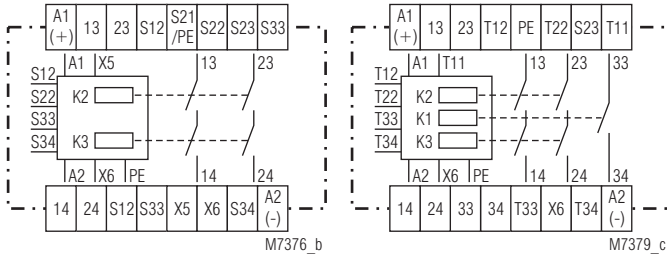 A1 (+) 13 23 S12 S21 /PE S22 S23 S33
A1 X5 13 23
S12
S22
S33
S34
K2
K3
A2 X6 PE 14 24
14 24 S12 S33 X5 X6 S34 A2 (-)
M7376_b
A1 (+) 13 23 T12 PE T22 S23 T11
A1 T11 13 23 33
T12
T22
T33
T34
K2
K1
K3
A2 X6 PE 14 24 34
14 24 33 34 T33 X6 T34 A2 (-)
M7379_c